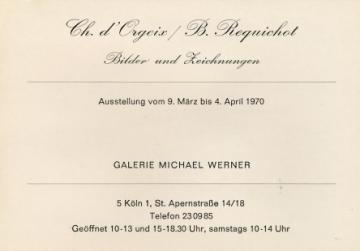 Ch. d'Orgeix / B. Requichot
Bilder und Zeichnungen
Ausstellung vom 9. März bis 4. April 1970
GALERIE MICHAEL WERNER
5 Köln 1, St. Apernstraße 14/18
Telefon 230985
Geöffnet 10-13 und 15-18.30 Uhr, samstags 10-14 Uhr